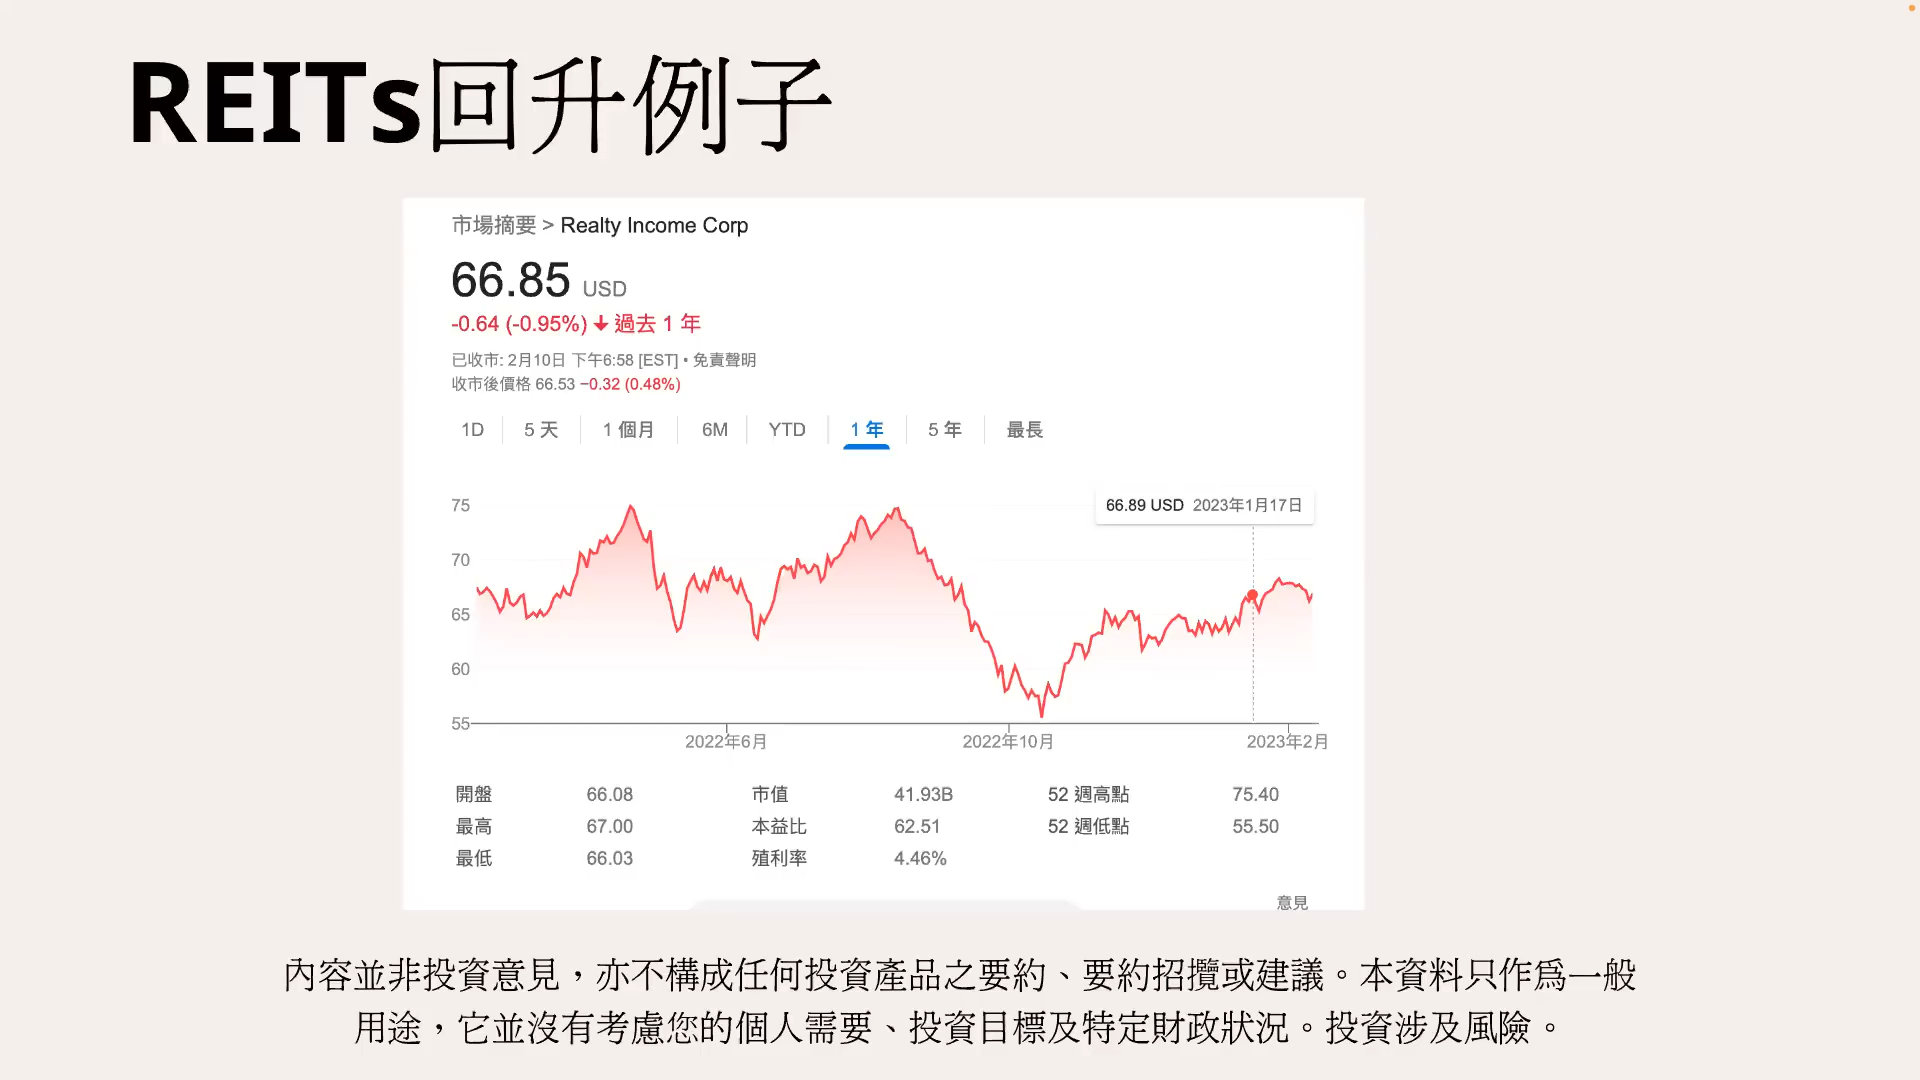 REITs回升例子
市場摘要 > Realty Income Corp
66.85 USD
-0.64 (-0.95%) ↓ 過去 1 年
已收市: 2月10日 下午6:58 [EST] • 免責聲明
收市後價格 66.53 −0.32 (0.48%)
1D 5 天 1 個月 6M YTD 1 年 5 年 最長
66.89 USD 2023年1月17日
75
70
65
60
55
2022年6月 2022年10月 2023年2月
開盤 66.08 市值 41.93B 52 週高點 75.40
最高 67.00 本益比 62.51 52 週低點 55.50
最低 66.03 殖利率 4.46%
意見
內容並非投資意見，亦不構成任何投資產品之要約、要約招攬或建議。本資料只作爲一般
用途，它並沒有考慮您的個人需要、投資目標及特定財政狀況。投資涉及風險。